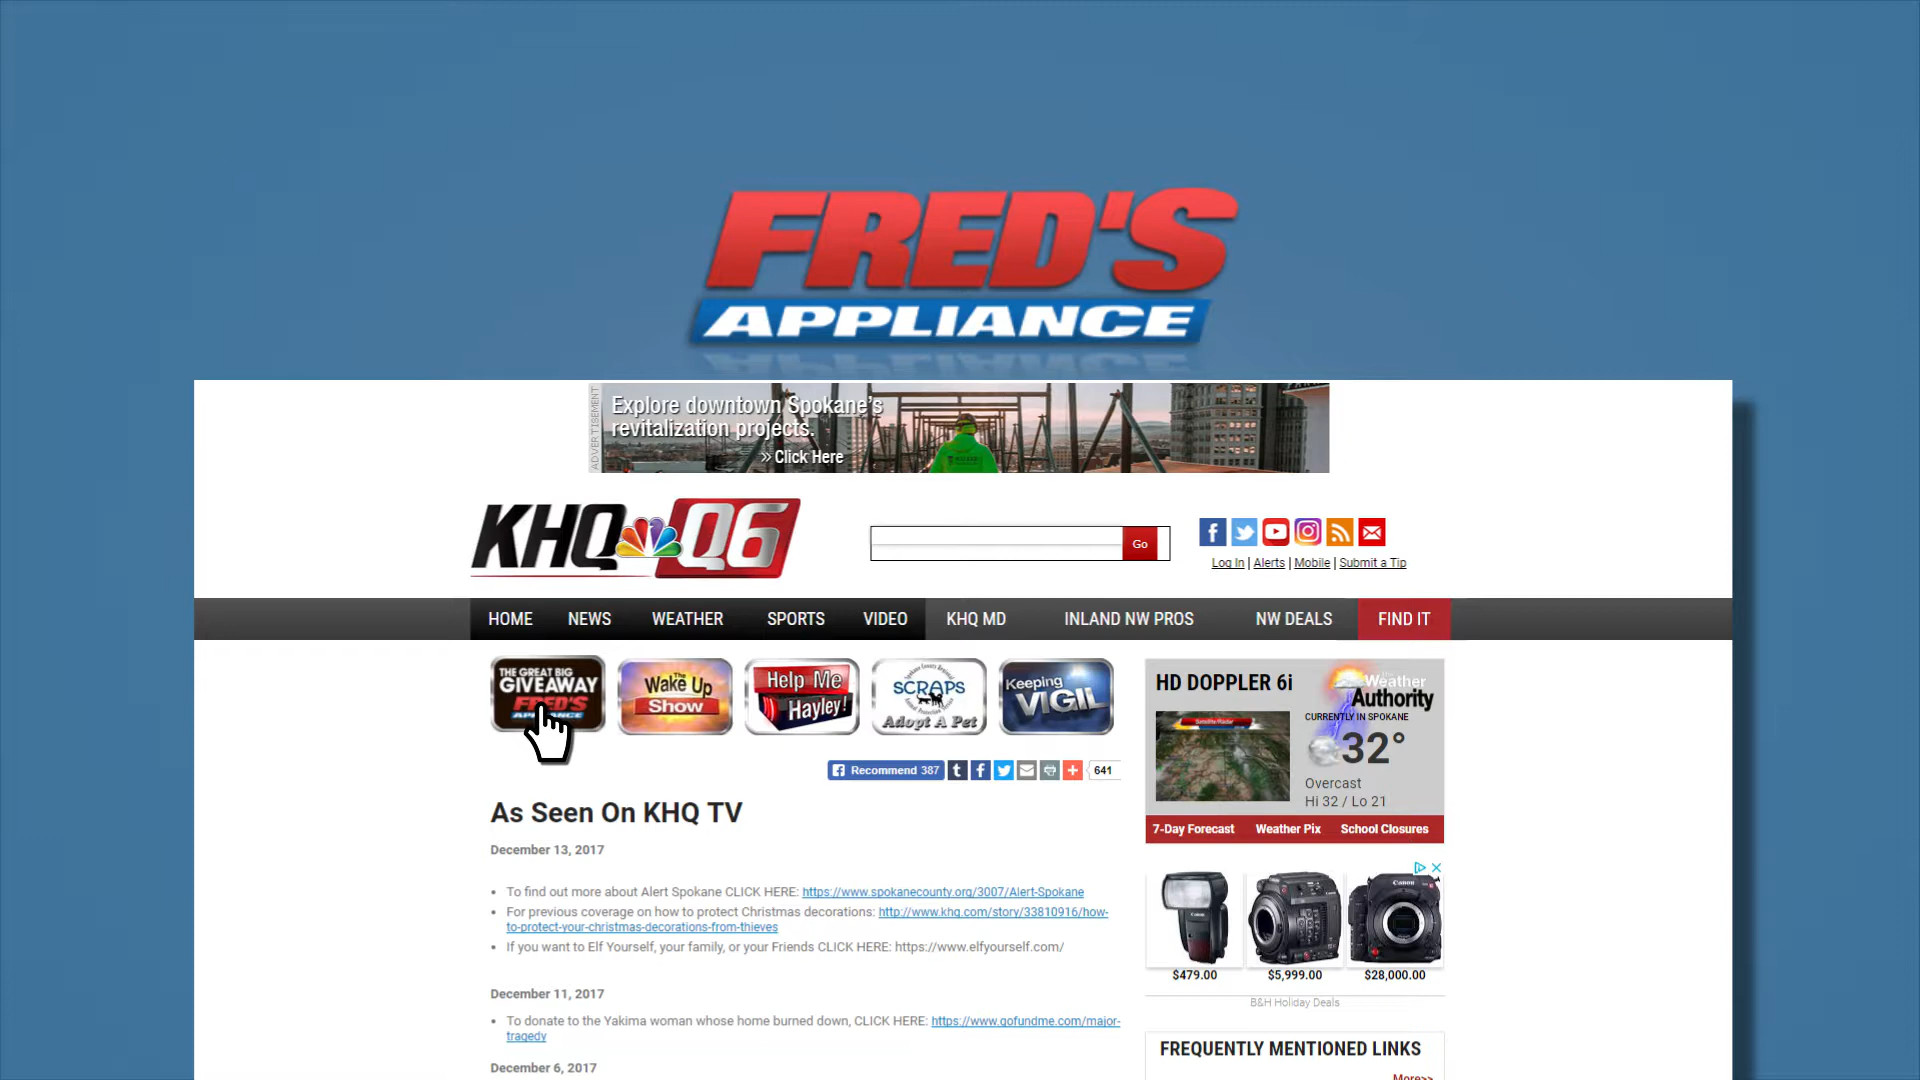 FRED'S
APPLIANCE
ADVERTISEMENT
Explore downtown Spokane's
revitalization projects.
>> Click Here
KHQ Q6
Go
Log In | Alerts | Mobile | Submit a Tip
HOME NEWS WEATHER SPORTS VIDEO KHQ MD INLAND NW PROS NW DEALS FIND IT
THE GREAT BIG
GIVEAWAY
FRED'S
APPLIANCE
The
Wake Up
Show
Help Me
Hayley!
SCRAPS
Adopt A Pet
Keeping
VIGIL
HD DOPPLER 6i
Weather
Authority
CURRENTLY IN SPOKANE
32°
Overcast
Hi 32 / Lo 21
7-Day Forecast Weather Pix School Closures
Recommend 387
641
As Seen On KHQ TV
December 13, 2017
• To find out more about Alert Spokane CLICK HERE: https://www.spokanecounty.org/3007/Alert-Spokane
• For previous coverage on how to protect Christmas decorations: http://www.khq.com/story/33810916/how-
to-protect-your-christmas-decorations-from-thieves
• If you want to Elf Yourself, your family, or your Friends CLICK HERE: https://www.elfyourself.com/
December 11, 2017
• To donate to the Yakima woman whose home burned down, CLICK HERE: https://www.gofundme.com/major-
tragedy
December 6, 2017
Canon
$479.00 $5,999.00 $28,000.00
B&H Holiday Deals
FREQUENTLY MENTIONED LINKS
More>>